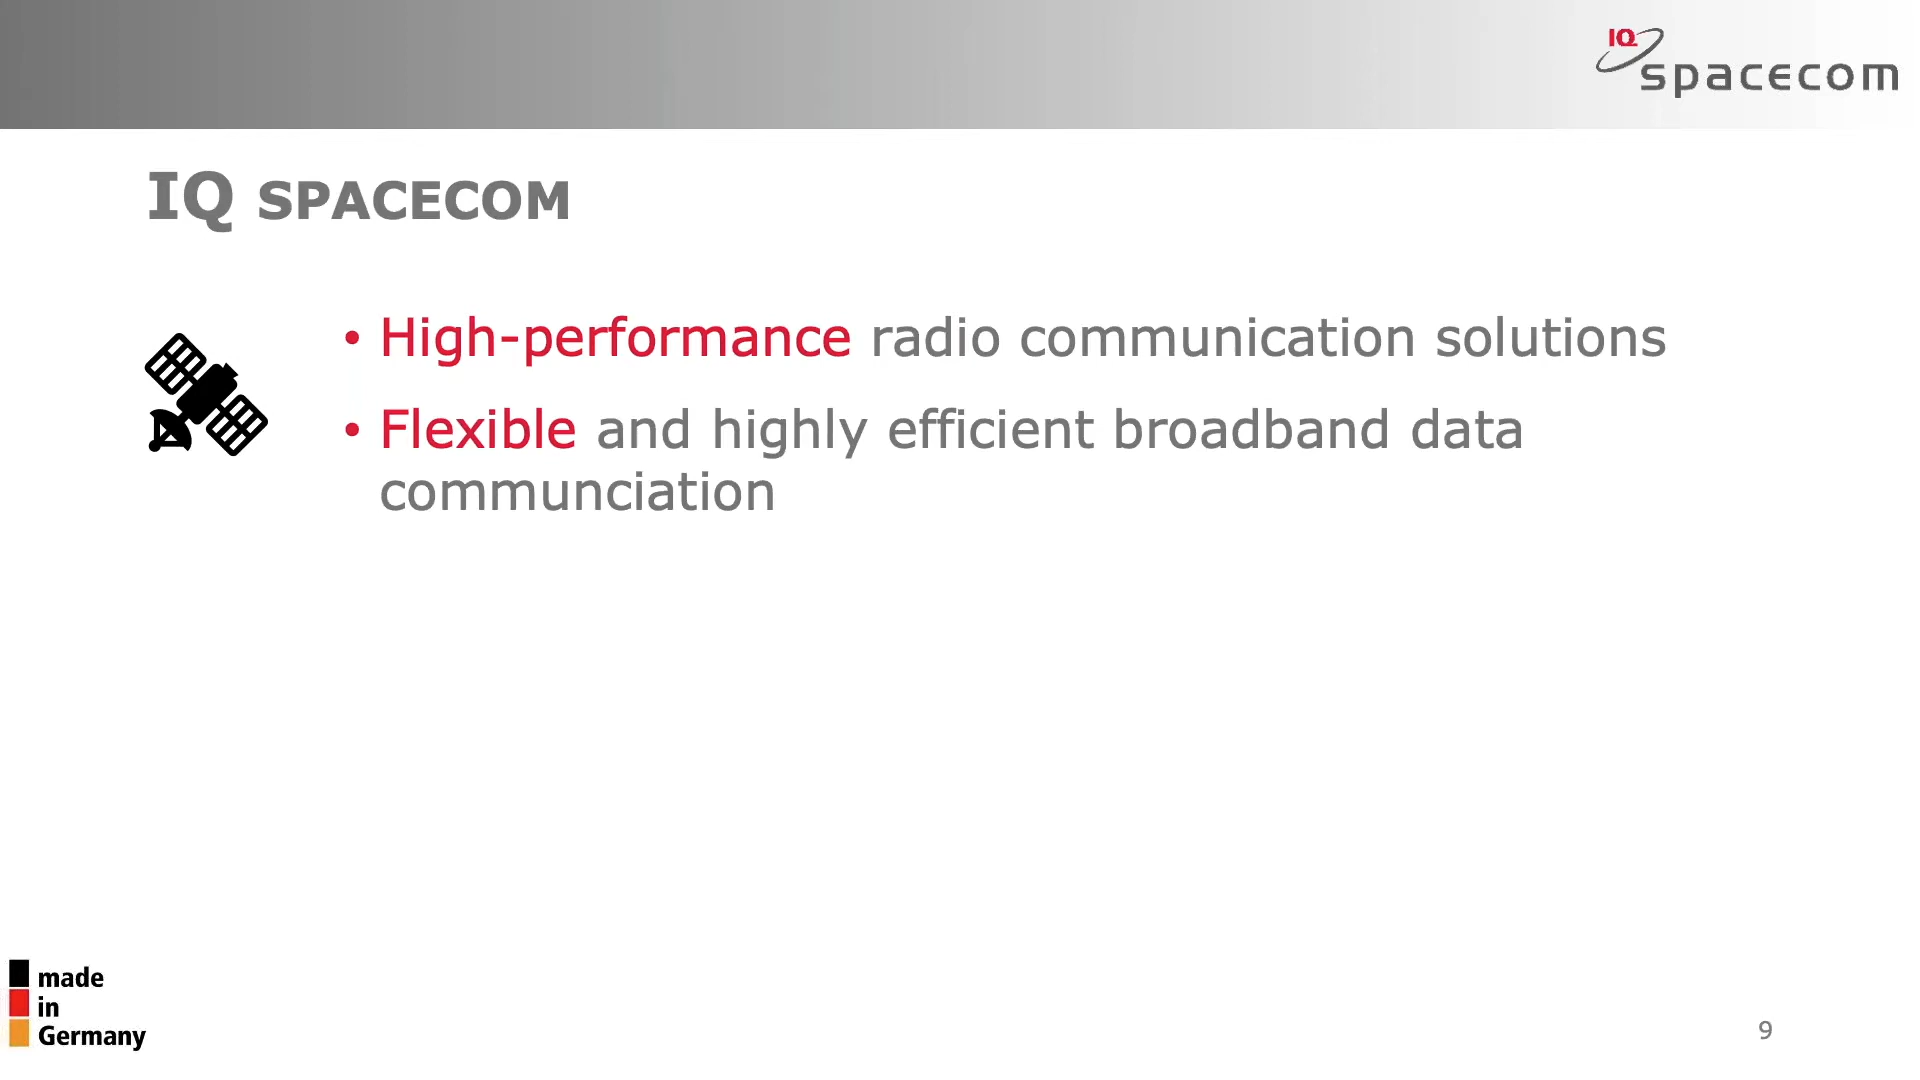 IQ
spacecom
IQ SPACECOM
• High-performance radio communication solutions
• Flexible and highly efficient broadband data
communciation
made
in
Germany
9